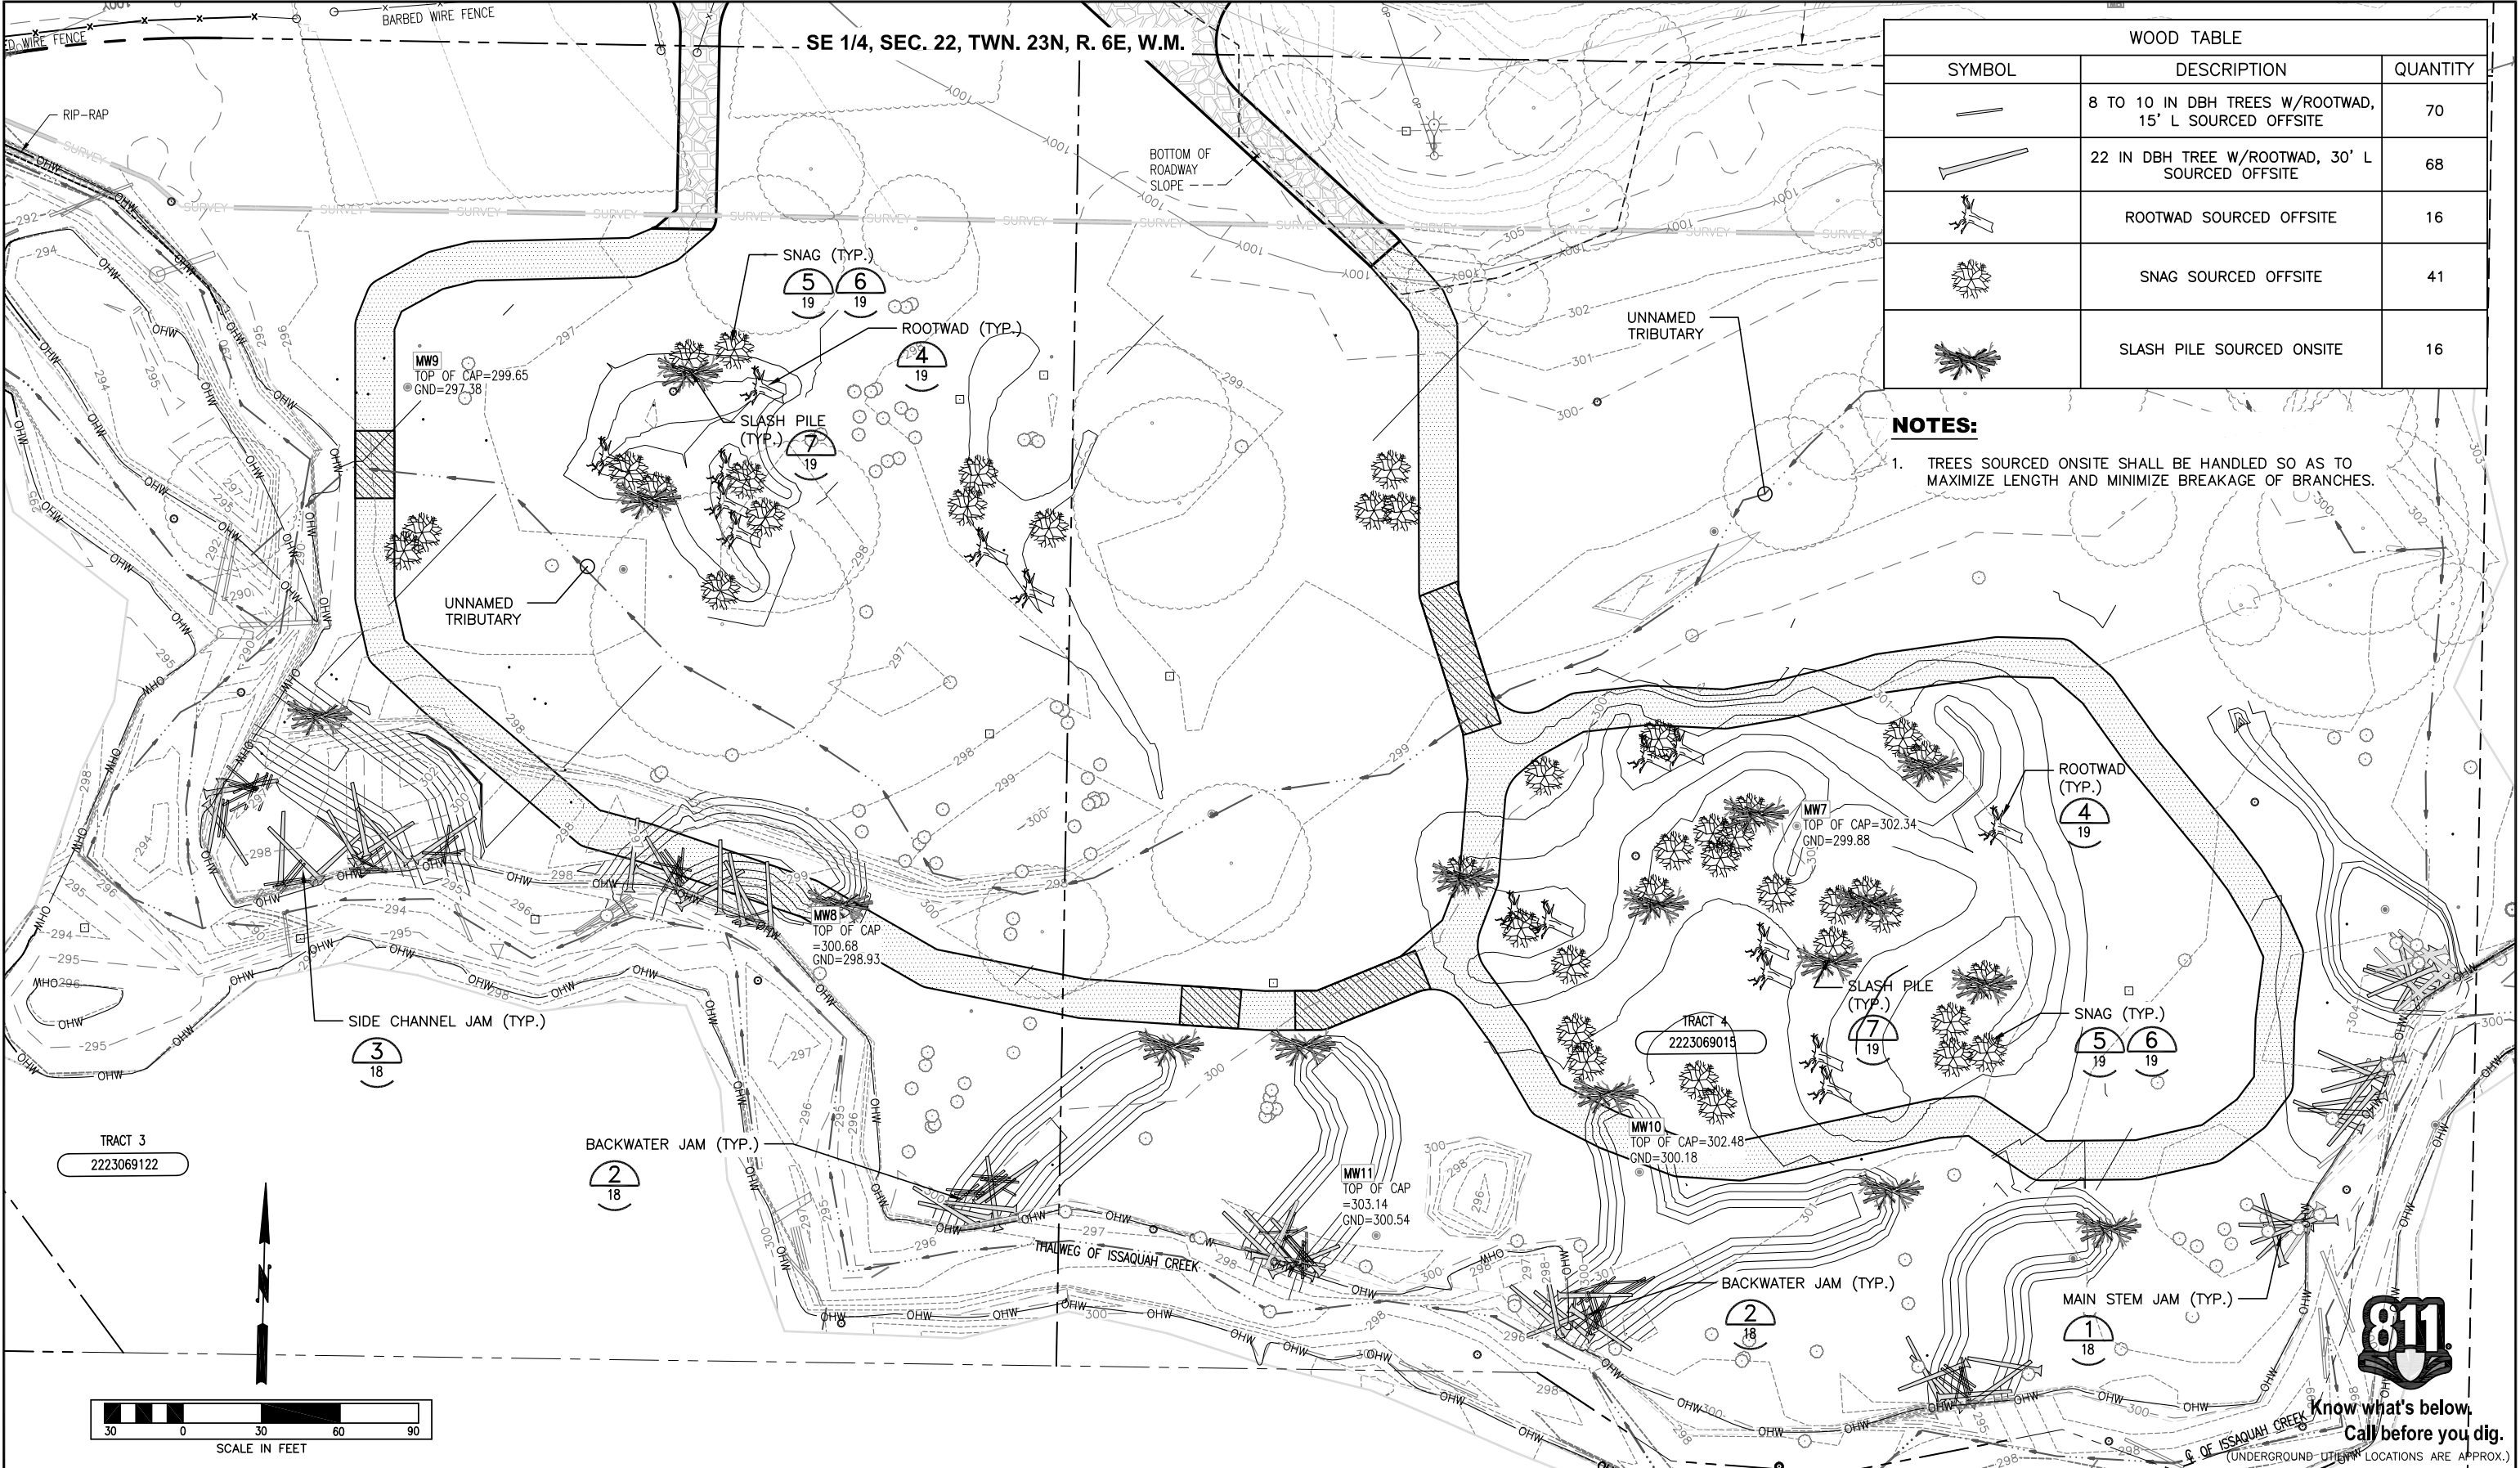 BARBED WIRE FENCE
D WIRE FENCE
SE 1/4, SEC. 22, TWN. 23N, R. 6E, W.M.
RIP-RAP
SURVEY
BOTTOM OF
ROADWAY
SLOPE
WOOD TABLE
SYMBOL DESCRIPTION QUANTITY
8 TO 10 IN DBH TREES W/ROOTWAD,
15' L SOURCED OFFSITE
70
22 IN DBH TREE W/ROOTWAD, 30' L
SOURCED OFFSITE
68
ROOTWAD SOURCED OFFSITE 16
SNAG SOURCED OFFSITE 41
SLASH PILE SOURCED ONSITE 16
NOTES:
1. TREES SOURCED ONSITE SHALL BE HANDLED SO AS TO
MAXIMIZE LENGTH AND MINIMIZE BREAKAGE OF BRANCHES.
SNAG (TYP.)
5 6
19 19
ROOTWAD (TYP.)
4
19
SLASH PILE
(TYP.)
7
19
MW9
TOP OF CAP=299.65
GND=297.38
UNNAMED
TRIBUTARY
UNNAMED
TRIBUTARY
MW7
TOP OF CAP=302.34
GND=299.88
ROOTWAD
(TYP.)
4
19
MW8
TOP OF CAP
=300.68
GND=298.93
SLASH PILE
(TYP.)
7
19
SNAG (TYP.)
5 6
19 19
TRACT 4
2223069015
SIDE CHANNEL JAM (TYP.)
3
18
TRACT 3
2223069122
BACKWATER JAM (TYP.)
2
18
MW10
TOP OF CAP=302.48
GND=300.18
MW11
TOP OF CAP
=303.14
GND=300.54
THALWEG OF ISSAQUAH CREEK
BACKWATER JAM (TYP.)
2
18
MAIN STEM JAM (TYP.)
1
18
OHW
N
30 0 30 60 90
SCALE IN FEET
℄ OF ISSAQUAH CREEK
811
Know what's below.
Call before you dig.
(UNDERGROUND UTILITY LOCATIONS ARE APPROX.)